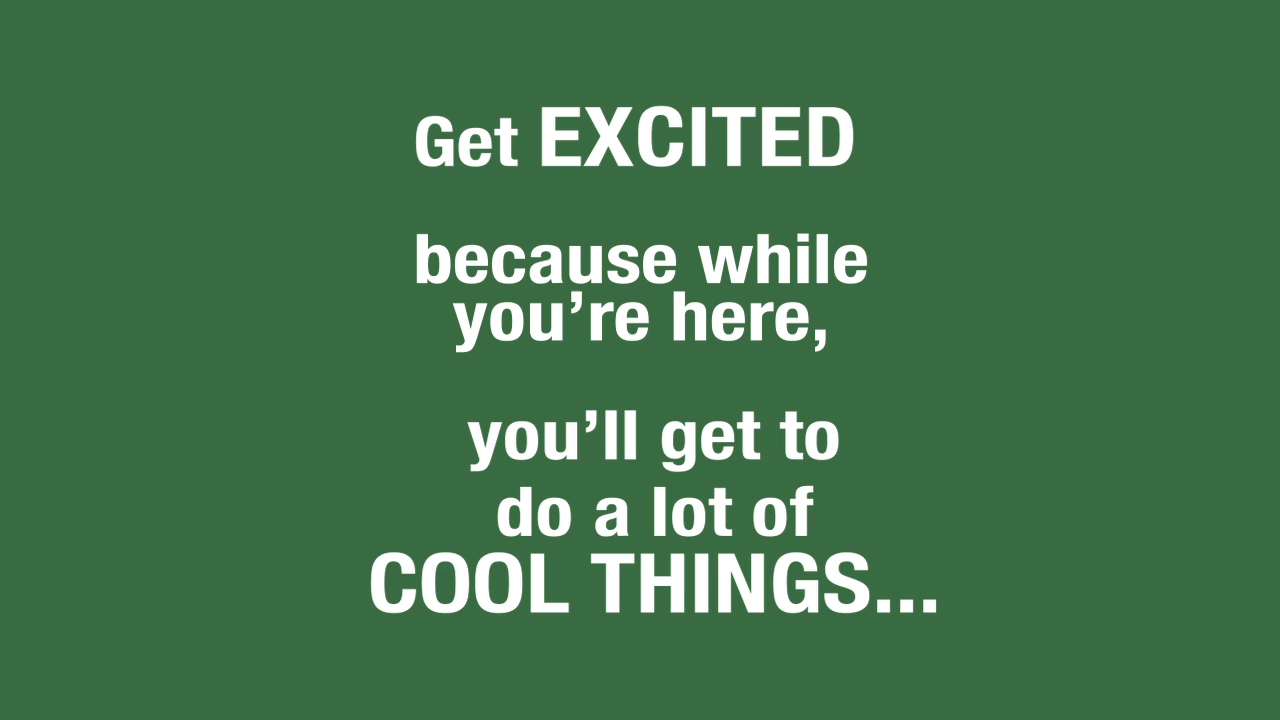 Get EXCITED
because while
you’re here,
you’ll get to
do a lot of
COOL THINGS...